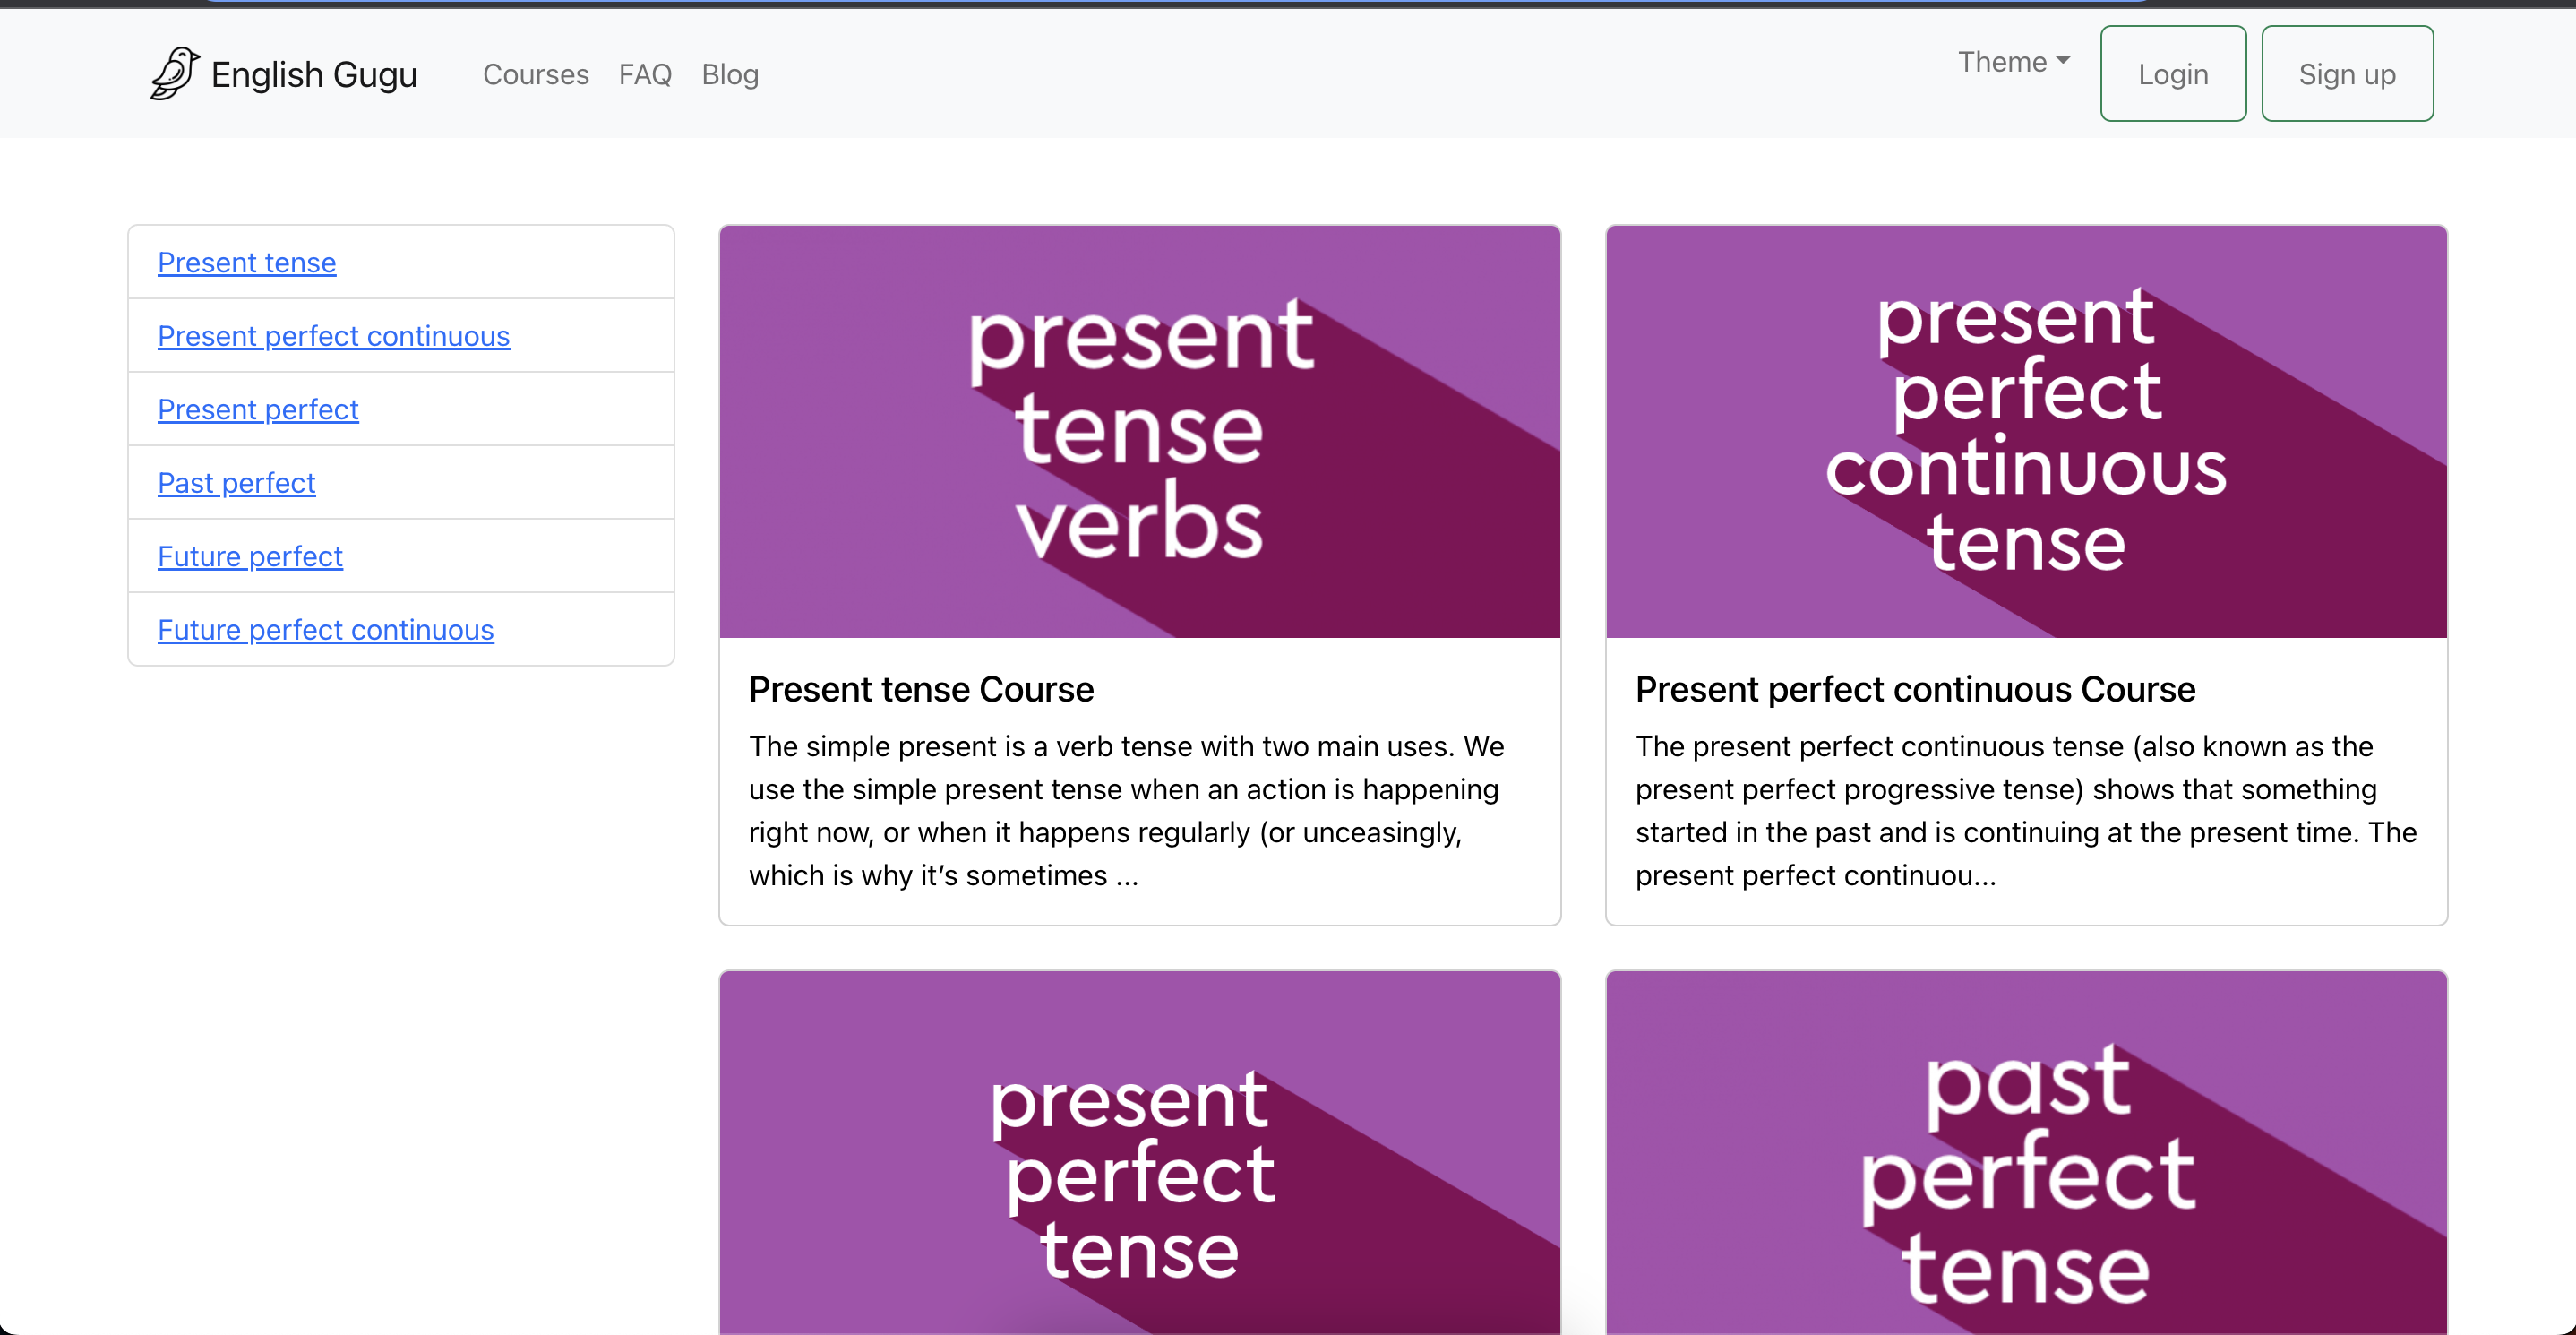 English Gugu
Courses FAQ Blog
Theme
Login
Sign up
Present tense
Present perfect continuous
Present perfect
Past perfect
Future perfect
Future perfect continuous
present
tense
verbs
Present tense Course
The simple present is a verb tense with two main uses. We
use the simple present tense when an action is happening
right now, or when it happens regularly (or unceasingly,
which is why it’s sometimes ...
present
perfect
continuous
tense
Present perfect continuous Course
The present perfect continuous tense (also known as the
present perfect progressive tense) shows that something
started in the past and is continuing at the present time. The
present perfect continuou...
present
perfect
tense
past
perfect
tense